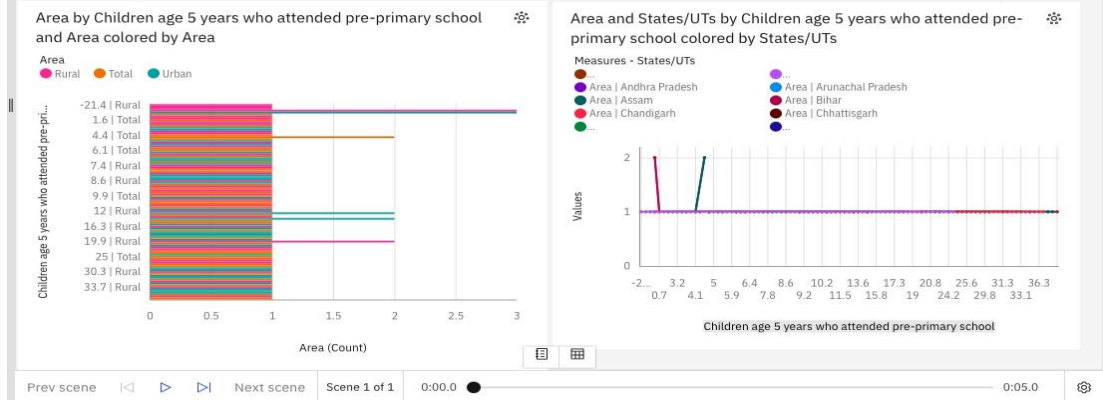 Area by Children age 5 years who attended pre-primary school
and Area colored by Area
Area
Rural Total Urban
Children age 5 years who attended pre-pri...
-21.4 | Rural
1.6 | Total
4.4 | Total
6.1 | Total
7.4 | Rural
8.6 | Rural
9.9 | Total
12 | Rural
16.3 | Rural
19.9 | Rural
25 | Total
30.3 | Rural
33.7 | Rural
0 0.5 1 1.5 2 2.5 3
Area (Count)
Area and States/UTs by Children age 5 years who attended pre-
primary school colored by States/UTs
Measures - States/UTs
... ...
Area | Andhra Pradesh Area | Arunachal Pradesh
Area | Assam Area | Bihar
Area | Chandigarh Area | Chhattisgarh
... ...
Values
2
1
0
-2... 3.2 5 6.4 8.6 10.2 13.6 17.3 20.8 25.6 31.3 36.3
0.7 4.1 5.9 7.8 9.2 11.5 15.8 19 24.2 29.8 33.1
Children age 5 years who attended pre-primary school
Prev scene Next scene Scene 1 of 1 0:00.0 0:05.0